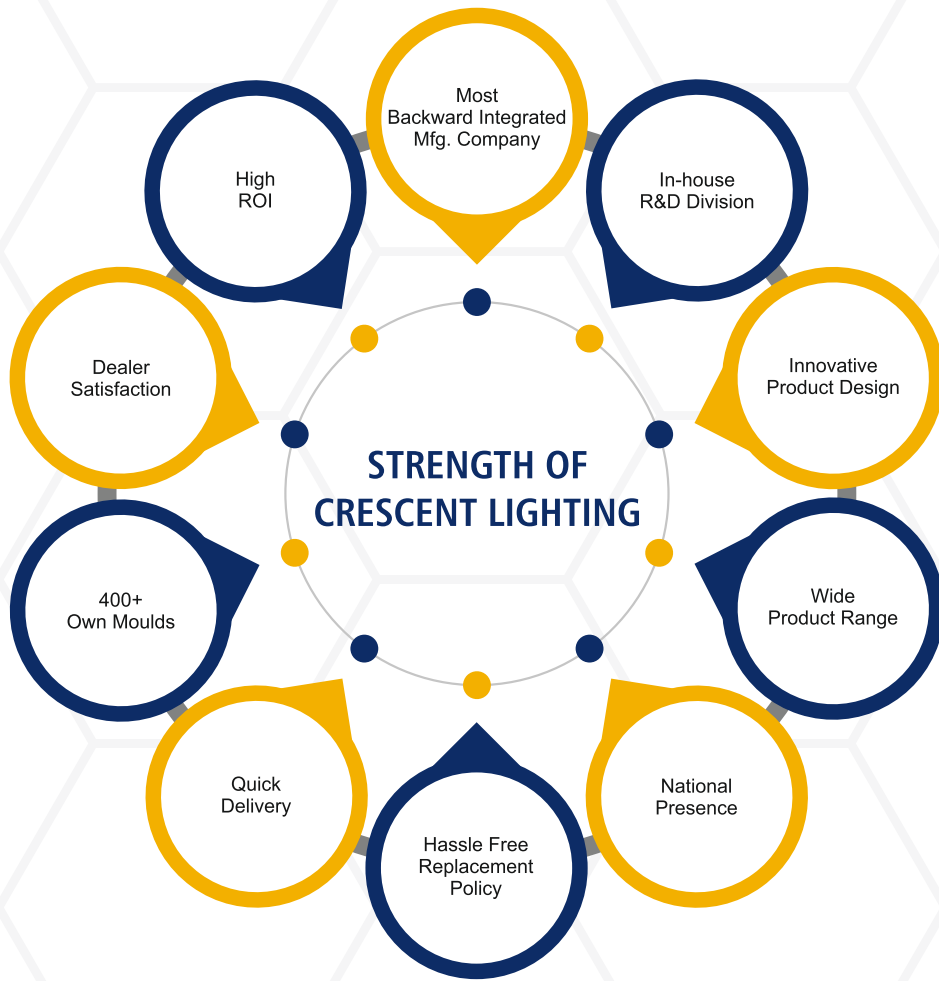 STRENGTH OF
CRESCENT LIGHTING
Most
Backward Integrated
Mfg. Company
In-house
R&D Division
Innovative
Product Design
Wide
Product Range
National
Presence
Hassle Free
Replacement
Policy
Quick
Delivery
400+
Own Moulds
Dealer
Satisfaction
High
ROI